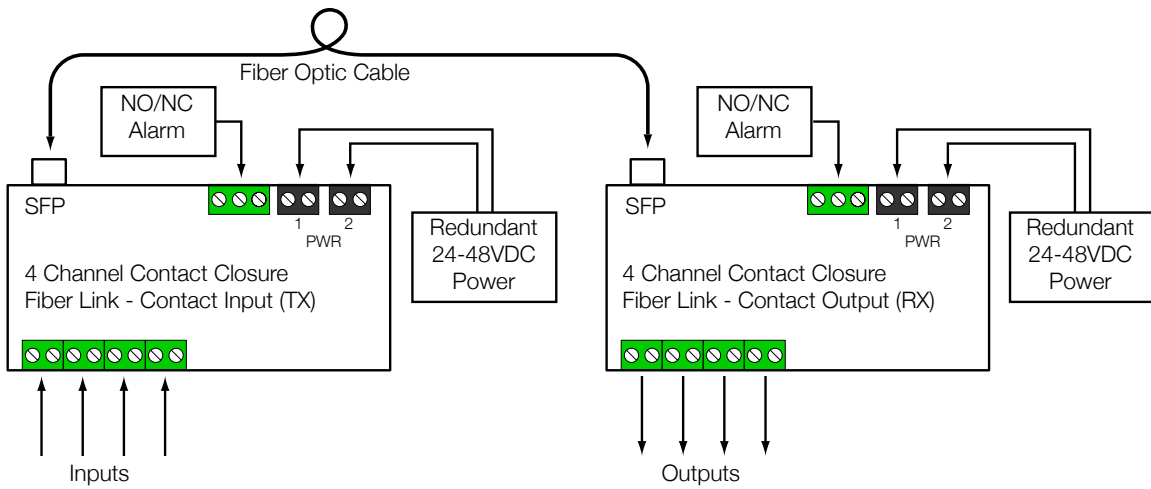 Fiber Optic Cable
NO/NC
Alarm
SFP
1
2
PWR
Redundant
24-48VDC
Power
4 Channel Contact Closure
Fiber Link - Contact Input (TX)
Inputs
NO/NC
Alarm
SFP
1
2
PWR
Redundant
24-48VDC
Power
4 Channel Contact Closure
Fiber Link - Contact Output (RX)
Outputs